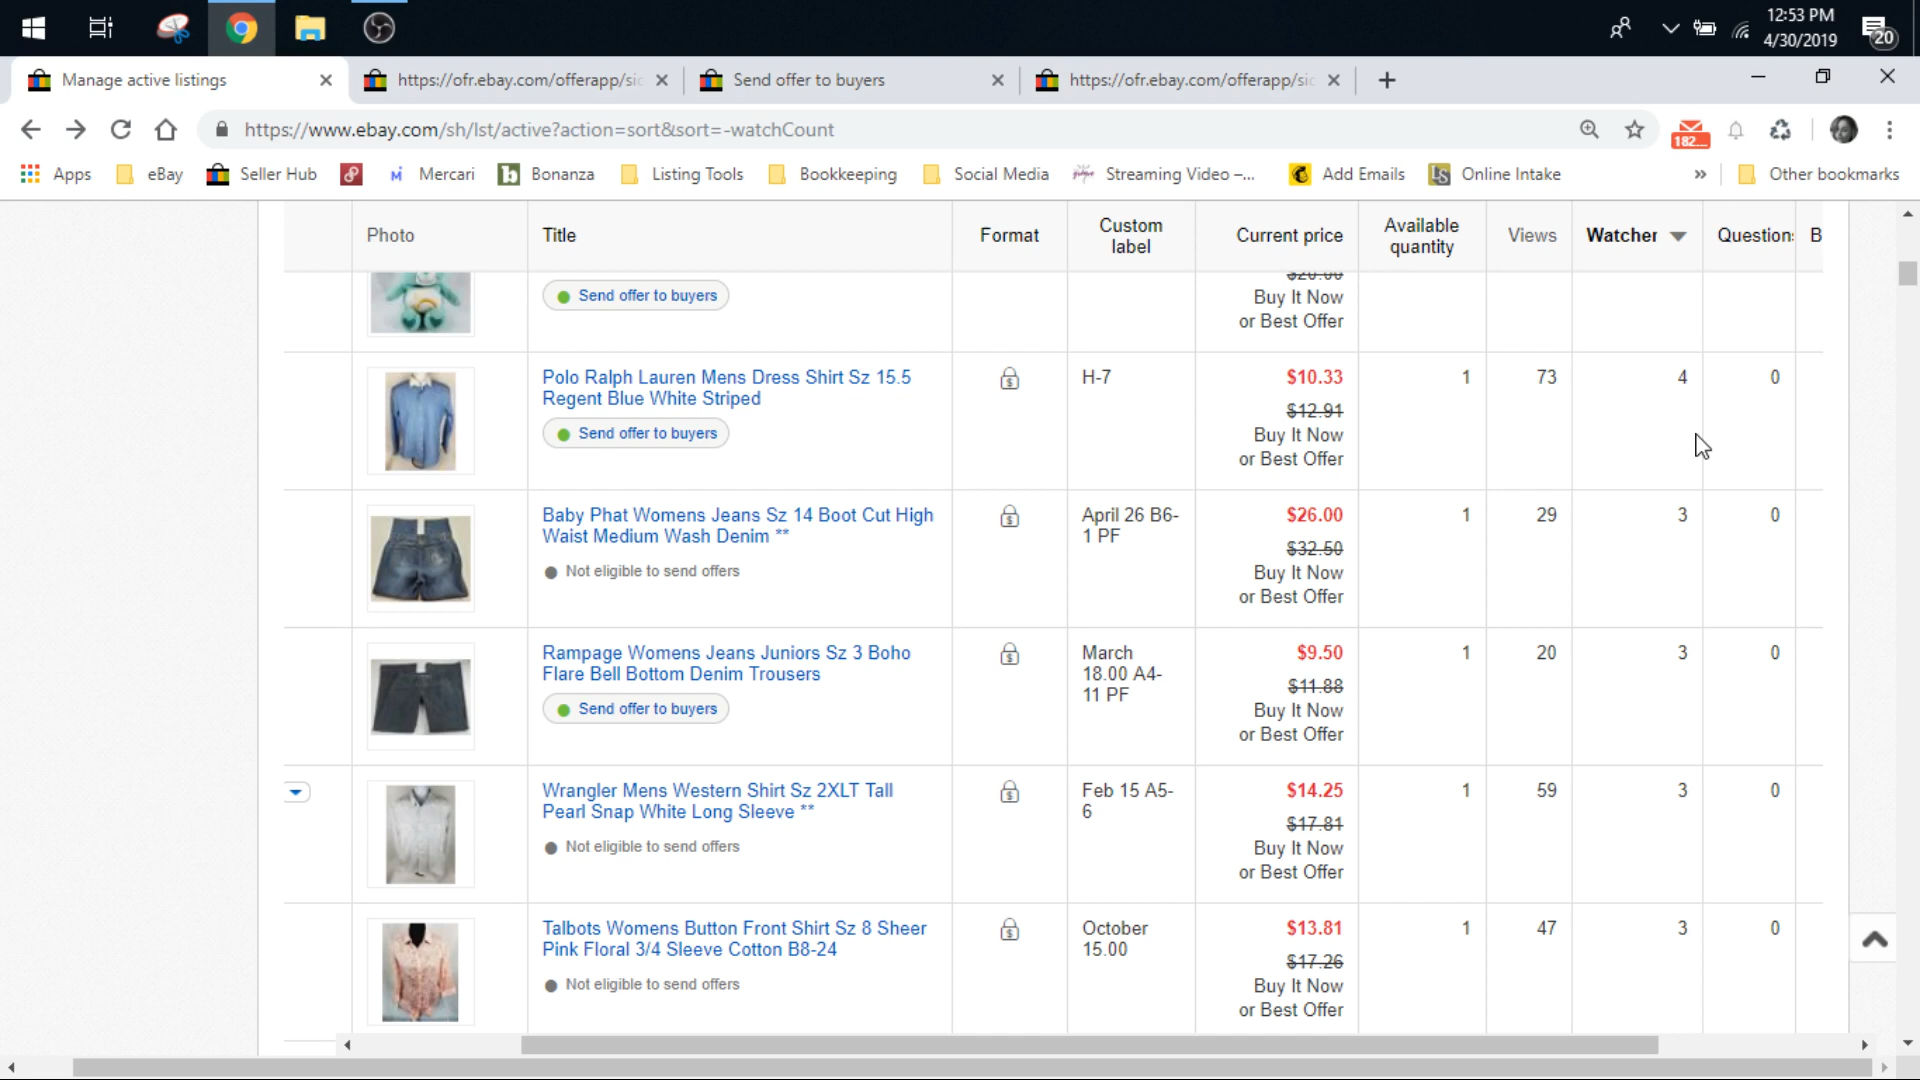 12:53 PM
4/30/2019
20
Manage active listings
https://ofr.ebay.com/offerapp/sic
Send offer to buyers
https://ofr.ebay.com/offerapp/sic
https://www.ebay.com/sh/lst/active?action=sort&sort=-watchCount
182...
Apps
eBay
Seller Hub
Mercari
Bonanza
Listing Tools
Bookkeeping
Social Media
Streaming Video –...
Add Emails
Online Intake
»
Other bookmarks
Photo
Title
Format
Custom
label
Current price
Available
quantity
Views
Watcher
Question:
B
Send offer to buyers
$20.00
Buy It Now
or Best Offer
Polo Ralph Lauren Mens Dress Shirt Sz 15.5
Regent Blue White Striped
Send offer to buyers
H-7
$10.33
$12.91
Buy It Now
or Best Offer
1
73
4
0
Baby Phat Womens Jeans Sz 14 Boot Cut High
Waist Medium Wash Denim **
Not eligible to send offers
April 26 B6-
1 PF
$26.00
$32.50
Buy It Now
or Best Offer
1
29
3
0
Rampage Womens Jeans Juniors Sz 3 Boho
Flare Bell Bottom Denim Trousers
Send offer to buyers
March
18.00 A4-
11 PF
$9.50
$11.88
Buy It Now
or Best Offer
1
20
3
0
Wrangler Mens Western Shirt Sz 2XLT Tall
Pearl Snap White Long Sleeve **
Not eligible to send offers
Feb 15 A5-
6
$14.25
$17.81
Buy It Now
or Best Offer
1
59
3
0
Talbots Womens Button Front Shirt Sz 8 Sheer
Pink Floral 3/4 Sleeve Cotton B8-24
Not eligible to send offers
October
15.00
$13.81
$17.26
Buy It Now
or Best Offer
1
47
3
0